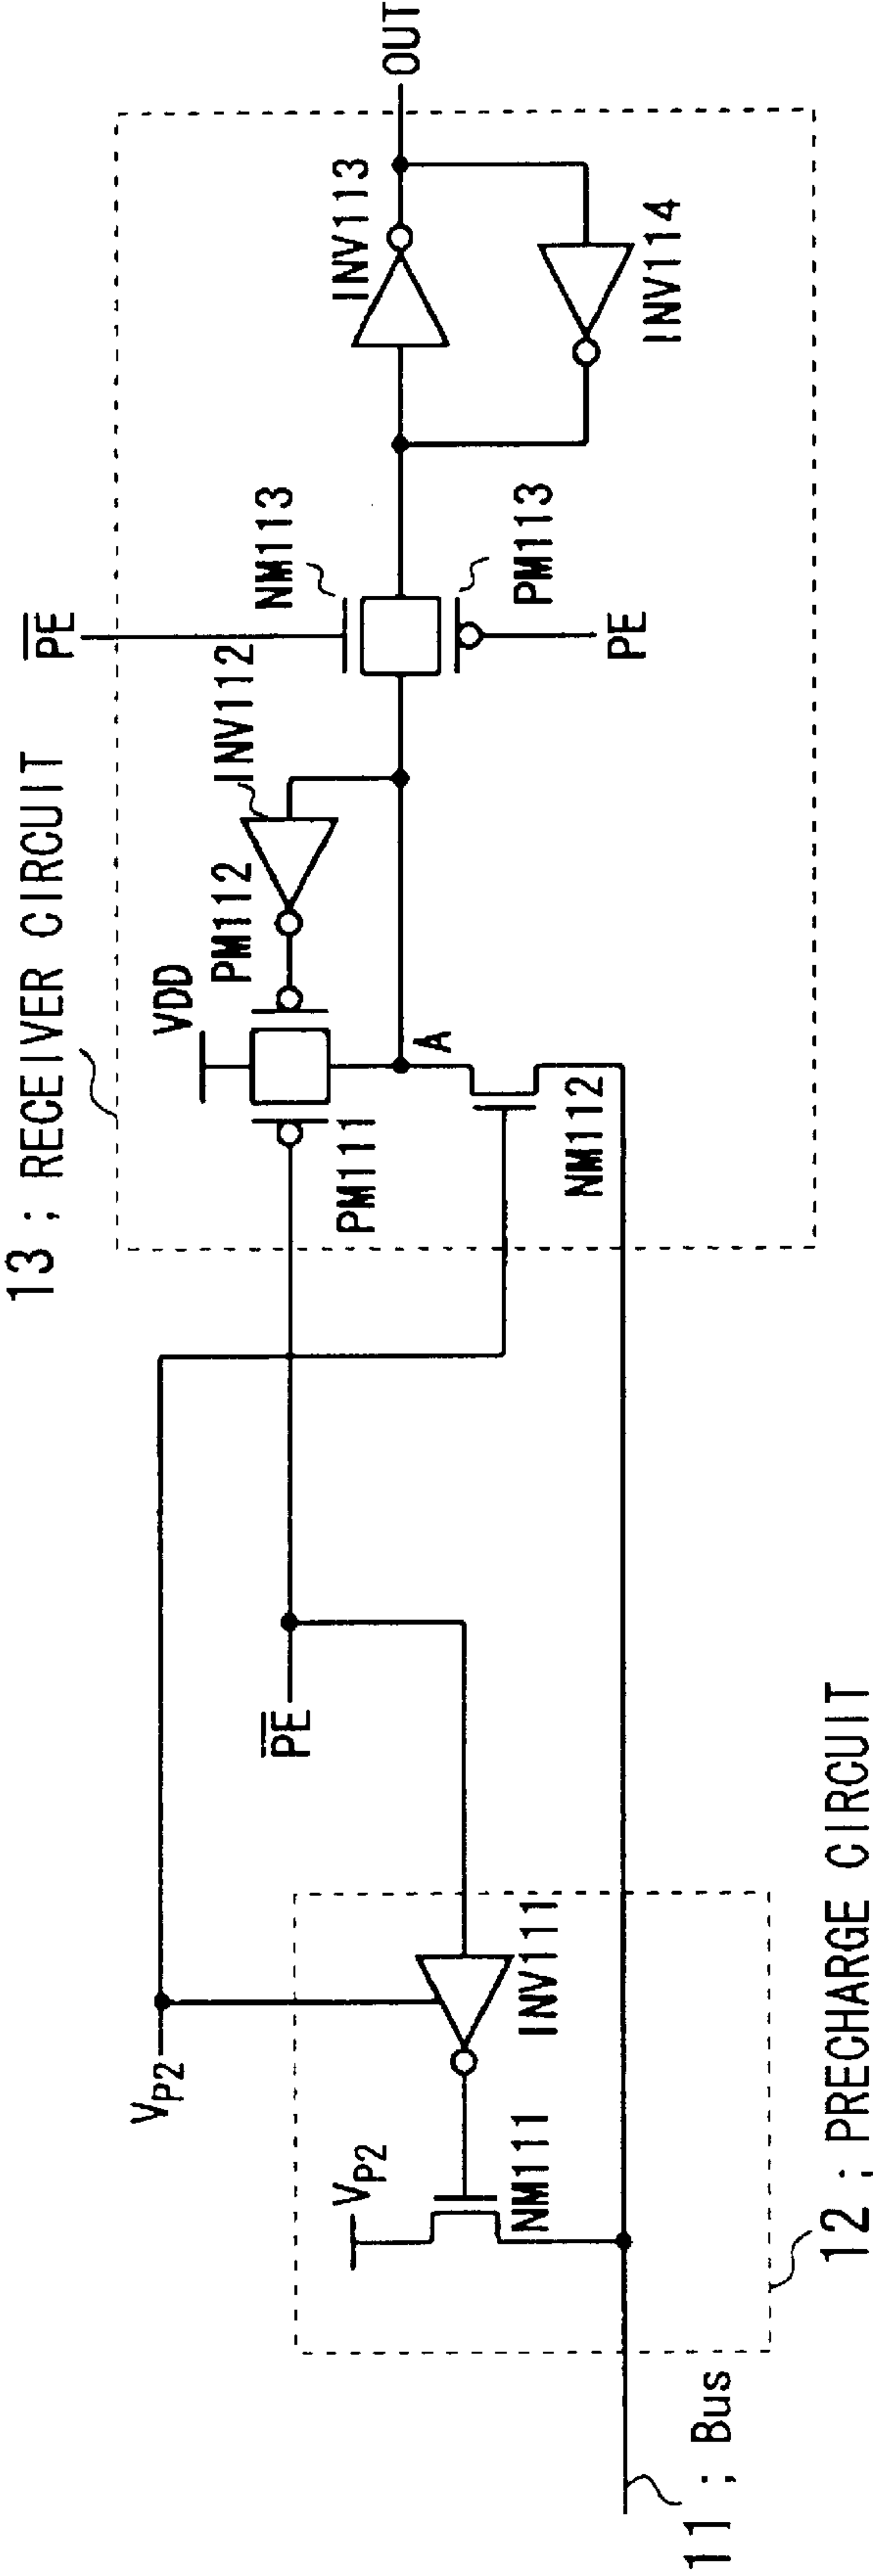 13 ; RECEIVER CIRCUIT
PE
VDD
PM112
INV112
NM113
INV113
OUT
PM111
A
PM113
INV114
PE
NM112
VP2
PE
VP2
INV111
NM111
11 ; Bus
12 ; PRECHARGE CIRCUIT